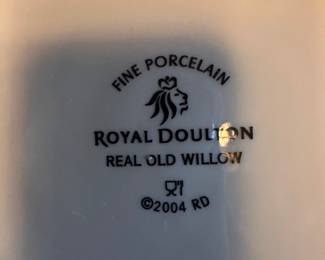 FINE PORCELAIN
ROYAL DOULTON
REAL OLD WILLOW
©2004 RD